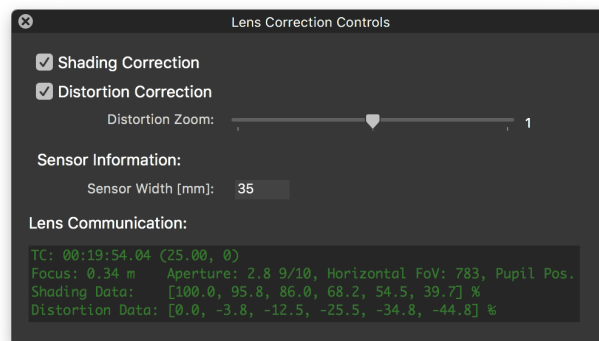 Lens Correction Controls
Shading Correction
Distortion Correction
Distortion Zoom: 1
Sensor Information:
Sensor Width [mm]: 35
Lens Communication:
TC: 00:19:54.04 (25.00, 0)
Focus: 0.34 m Aperture: 2.8 9/10, Horizontal FoV: 783, Pupil Pos.
Shading Data: [100.0, 95.8, 86.0, 68.2, 54.5, 39.7] %
Distortion Data: [0.0, -3.8, -12.5, -25.5, -34.8, -44.8] ‰